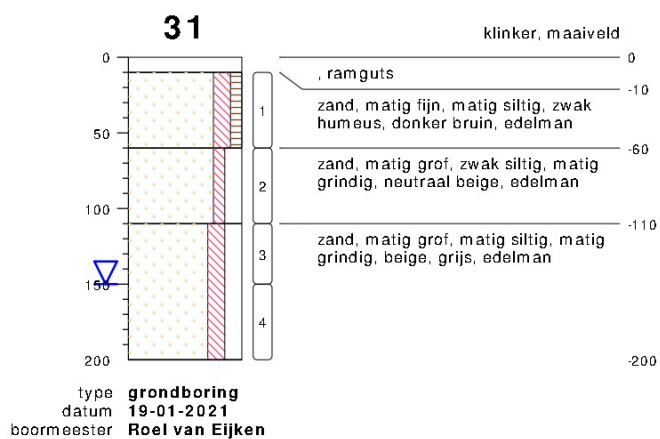 31
klinker, maaiveld
0
0
, ramguts
-10
1
zand, matig fijn, matig siltig, zwak
humeus, donker bruin, edelman
50
-60
zand, matig grof, zwak siltig, matig
2
grindig, neutraal beige, edelman
100
-110
zand, matig grof, matig siltig, matig
3
grindig, beige, grijs, edelman
150
4
200
-200
type grondboring
datum 19-01-2021
boormeester Roel van Eijken